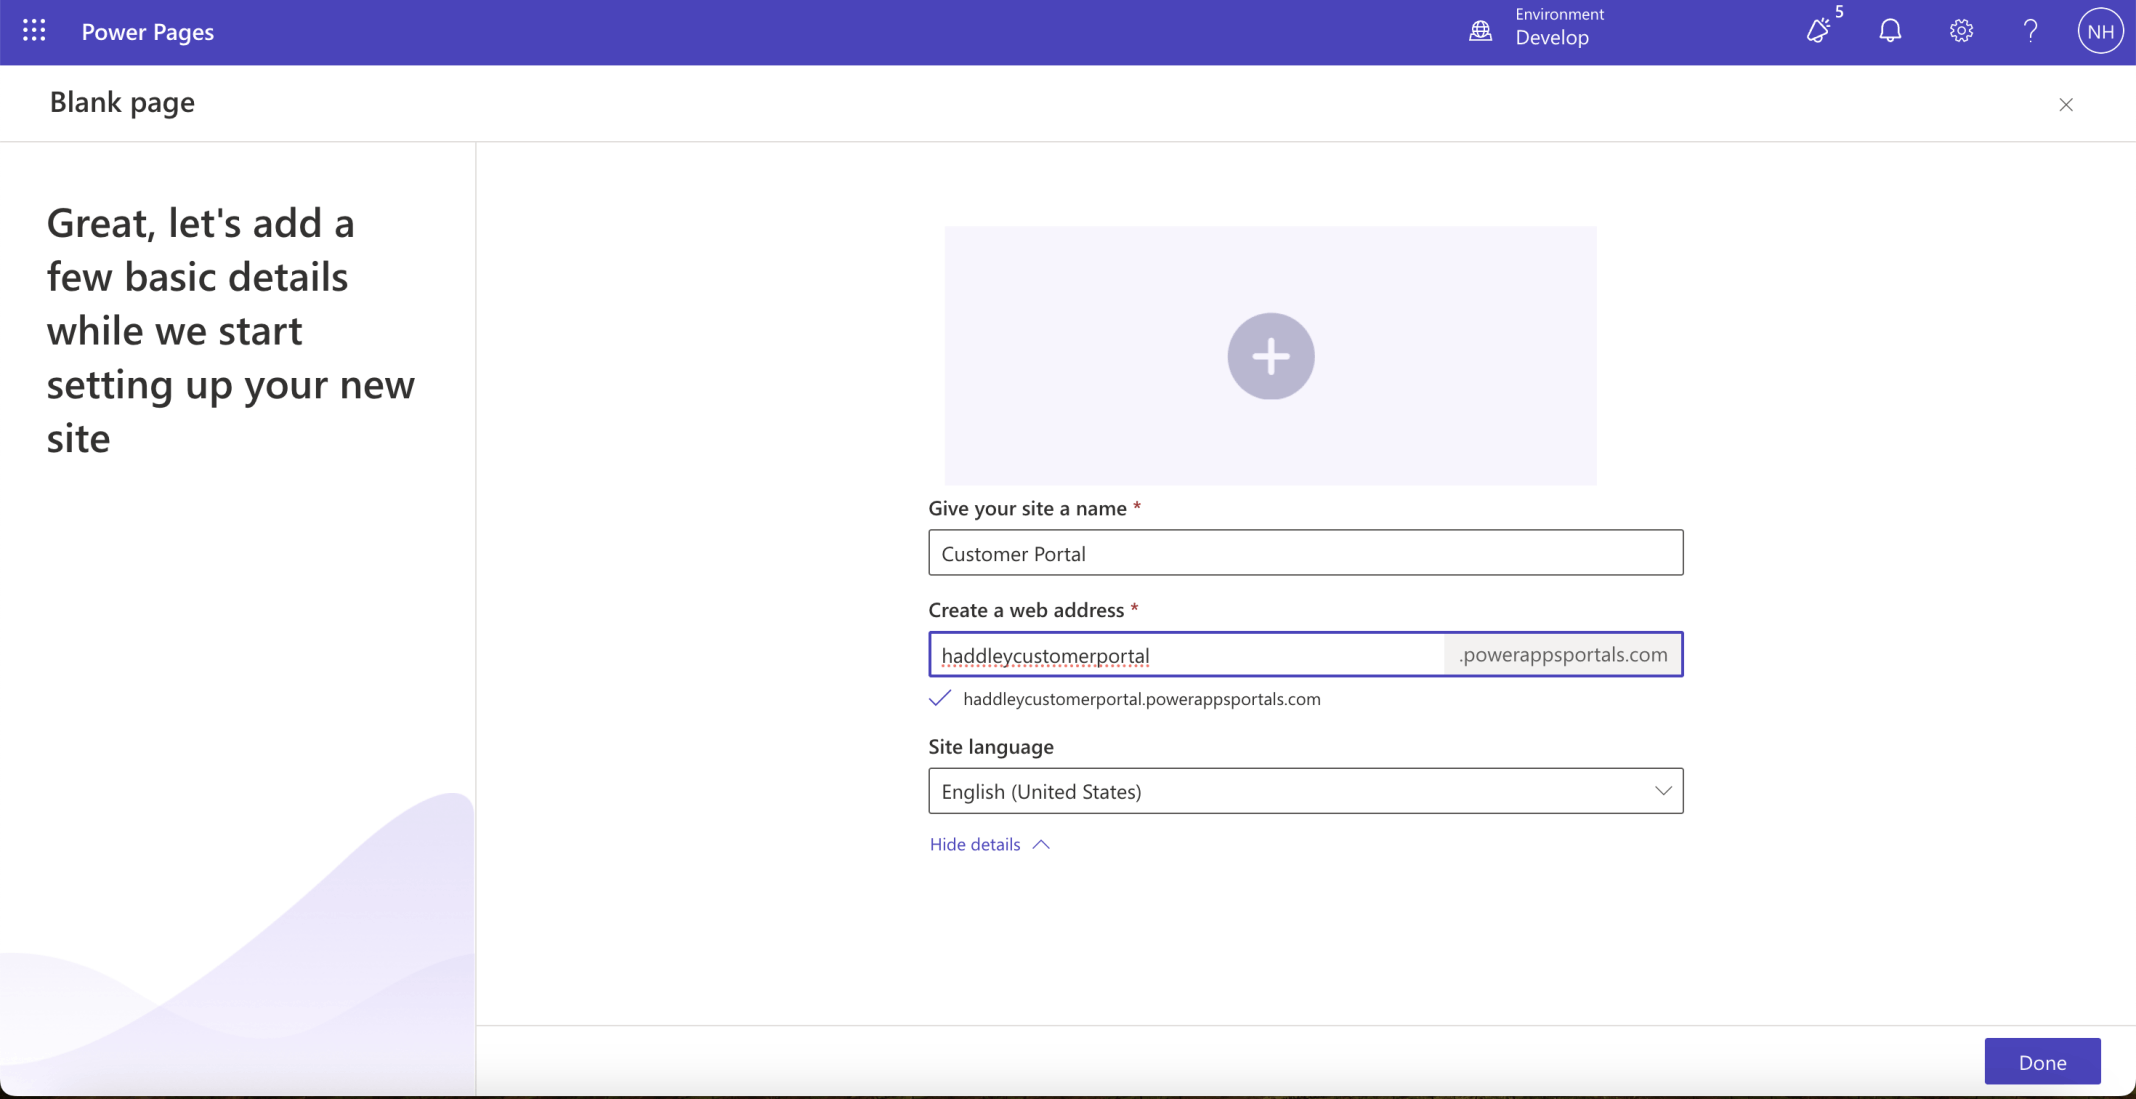 Power Pages
Environment
Develop
5
?
NH
Blank page
Great, let's add a
few basic details
while we start
setting up your new
site
Give your site a name *
Customer Portal
Create a web address *
haddleycustomerportal
.powerappsportals.com
haddleycustomerportal.powerappsportals.com
Site language
English (United States)
Hide details
Done